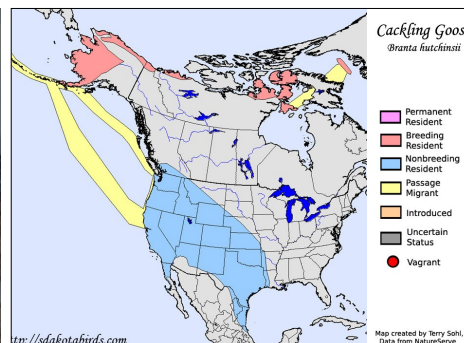 Cackling Goos
Branta hutchinsii
Permanent
Resident
Breeding
Resident
Nonbreeding
Resident
Passage
Migrant
Introduced
Uncertain
Status
Vagrant
ttp://sdakotabirds.com
Map created by Terry Sohl,
Data from NatureServe